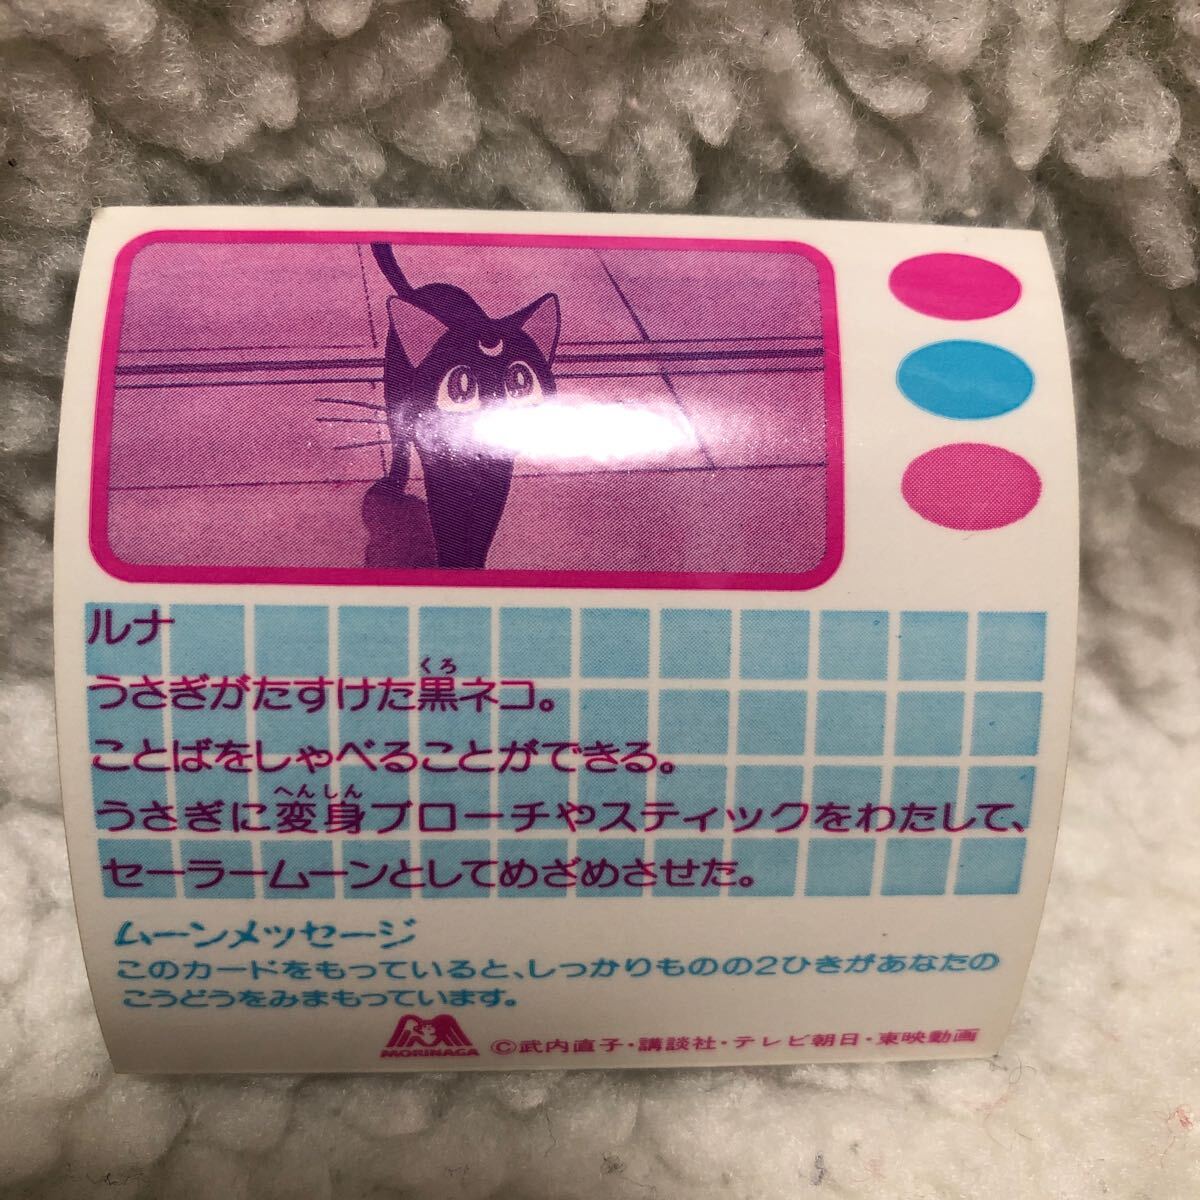 ルナ
うさぎがたすけた黒ネコ。
くろ
ことばをしゃべることができる。
うさぎに変身ブローチやスティックをわたして、
へんしん
セーラームーンとしてめざめさせた。
ムーンメッセージ
このカードをもっていると、しっかりものの2ひきがあなたの
こうどうをみまもっています。
MORINAGA
©武内直子・講談社・テレビ朝日・東映動画